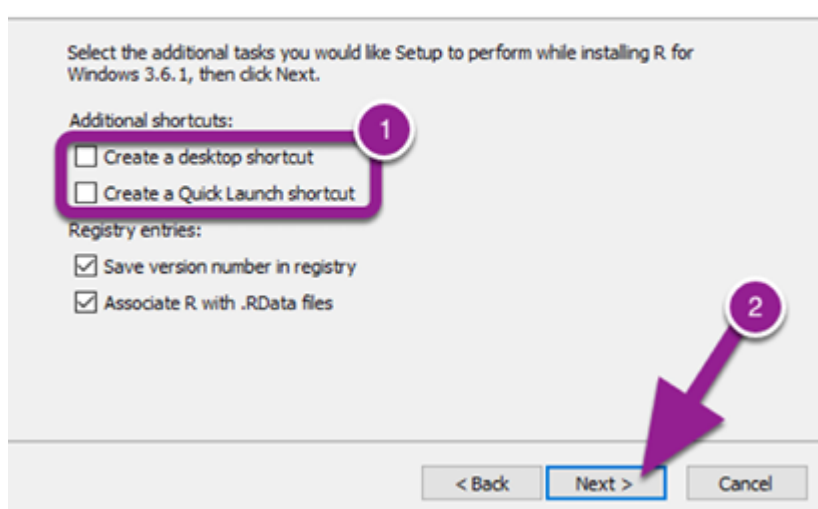 Select the additional tasks you would like Setup to perform while installing R for
Windows 3.6.1, then click Next.
Additional shortcuts:
1
Create a desktop shortcut
Create a Quick Launch shortcut
Registry entries:
Save version number in registry
Associate R with .RData files
2
< Back Next > Cancel